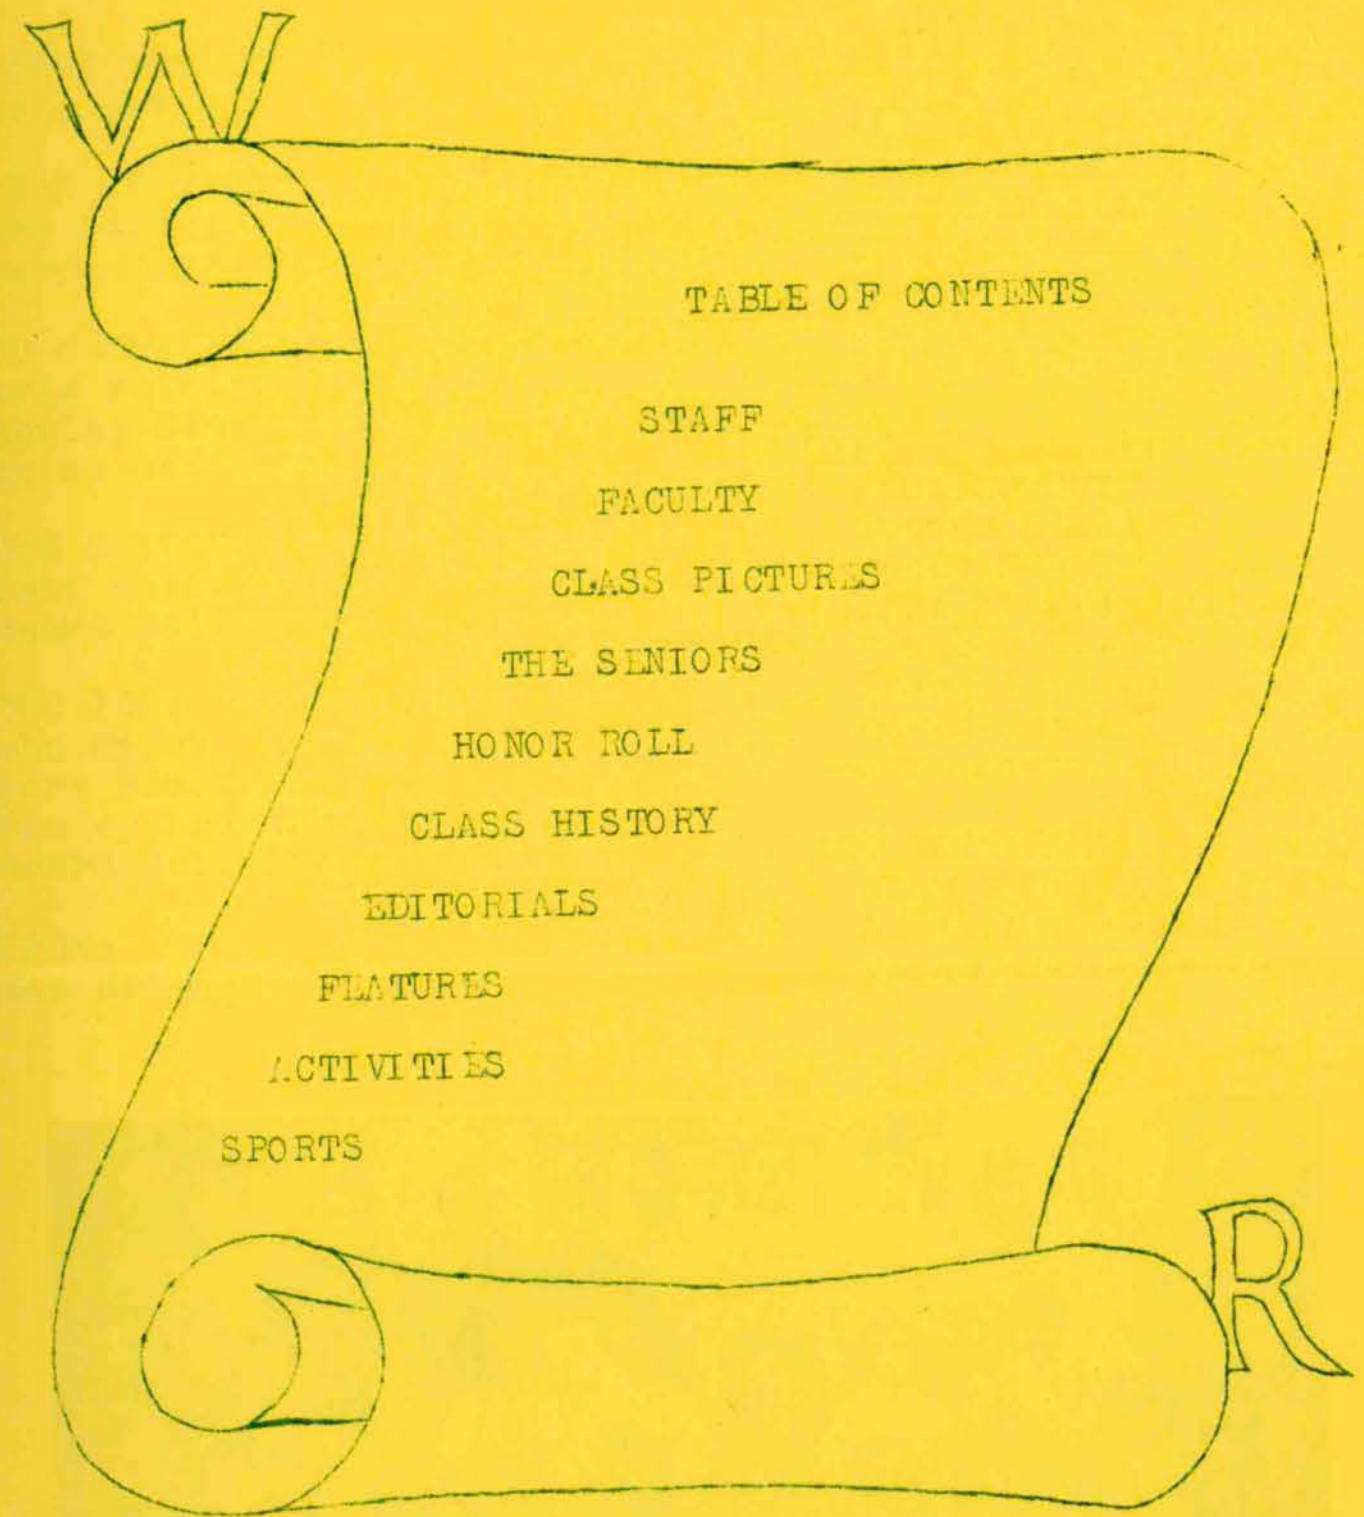 W
TABLE OF CONTENTS
STAFF
FACULTY
CLASS PICTURES
THE SENIORS
HONOR ROLL
CLASS HISTORY
EDITORIALS
FEATURES
ACTIVITIES
SPORTS
R